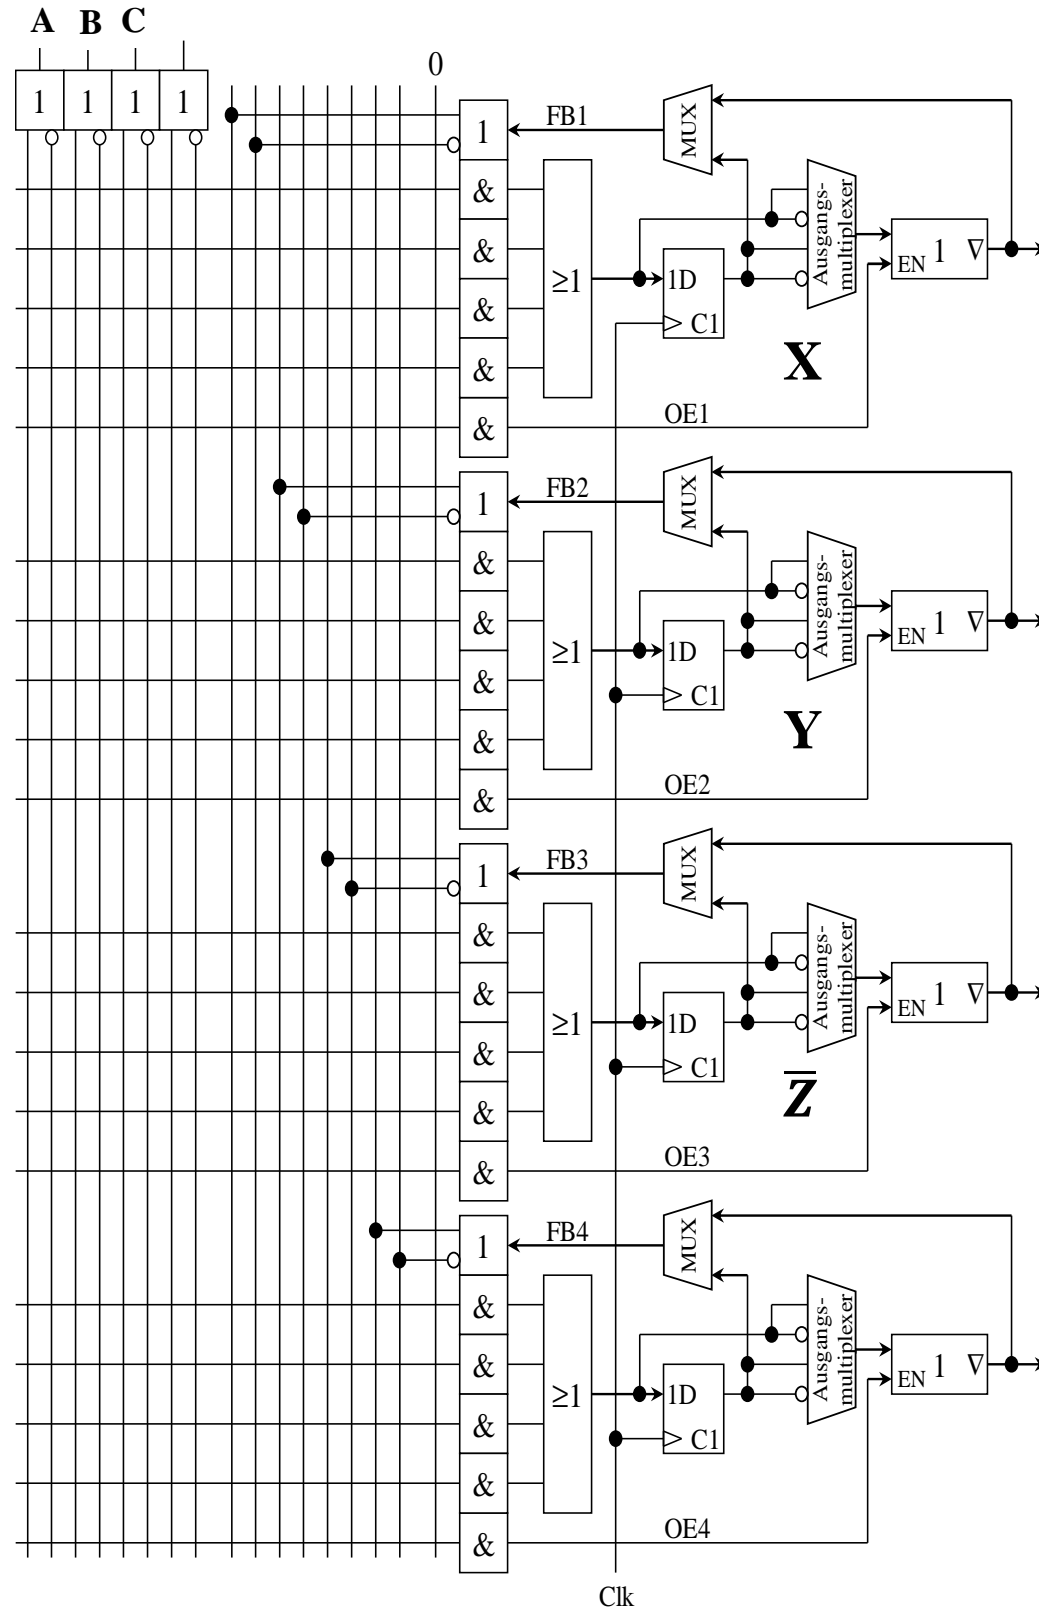 A B C
0
1 1 1 1
1 FB1 MUX
&
&
&
&
&
≥1
1D
C1
Ausgangs-
multiplexer
EN 1 ∇
X
OE1
1 FB2 MUX
&
&
&
&
&
≥1
1D
C1
Ausgangs-
multiplexer
EN 1 ∇
Y
OE2
1 FB3 MUX
&
&
&
&
&
≥1
1D
C1
Ausgangs-
multiplexer
EN 1 ∇
Z̅
OE3
1 FB4 MUX
&
&
&
&
&
≥1
1D
C1
Ausgangs-
multiplexer
EN 1 ∇
OE4
Clk